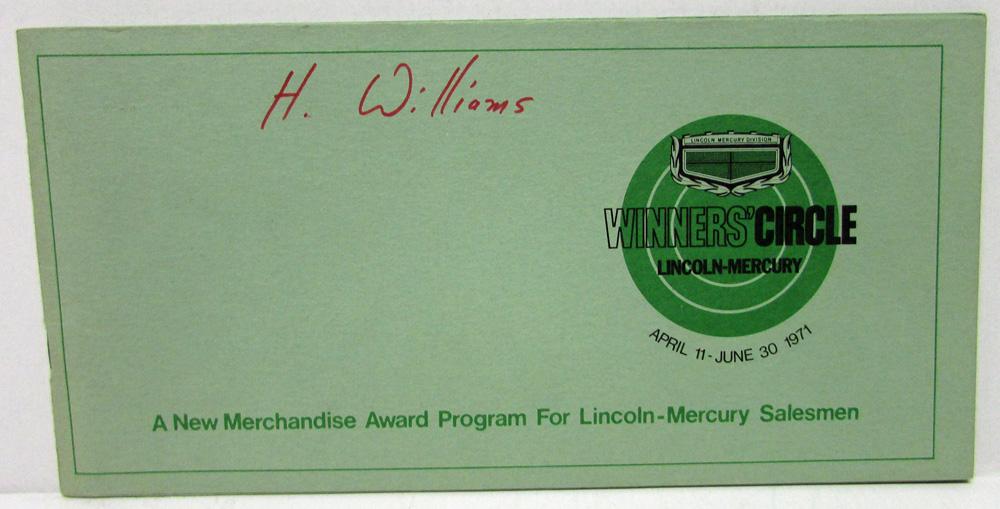 H. Williams
LINCOLN MERCURY DIVISION
WINNERS' CIRCLE
LINCOLN-MERCURY
APRIL 11-JUNE 30 1971
A New Merchandise Award Program For Lincoln-Mercury Salesmen